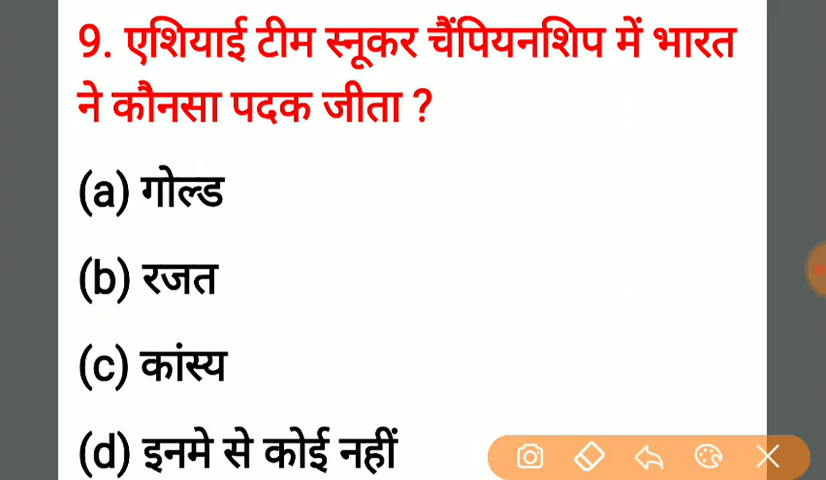 9. एशियाई टीम स्नूकर चैंपियनशिप में भारत
ने कौनसा पदक जीता ?
(a) गोल्ड
(b) रजत
(c) कांस्य
(d) इनमे से कोई नहीं